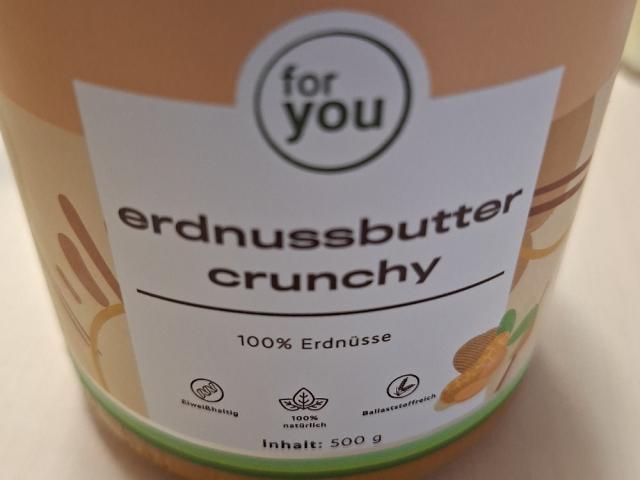 for
you
erdnussbutter
crunchy
100% Erdnüsse
Eiweißhaltig
100%
natürlich
Ballaststoffreich
Inhalt: 500 g